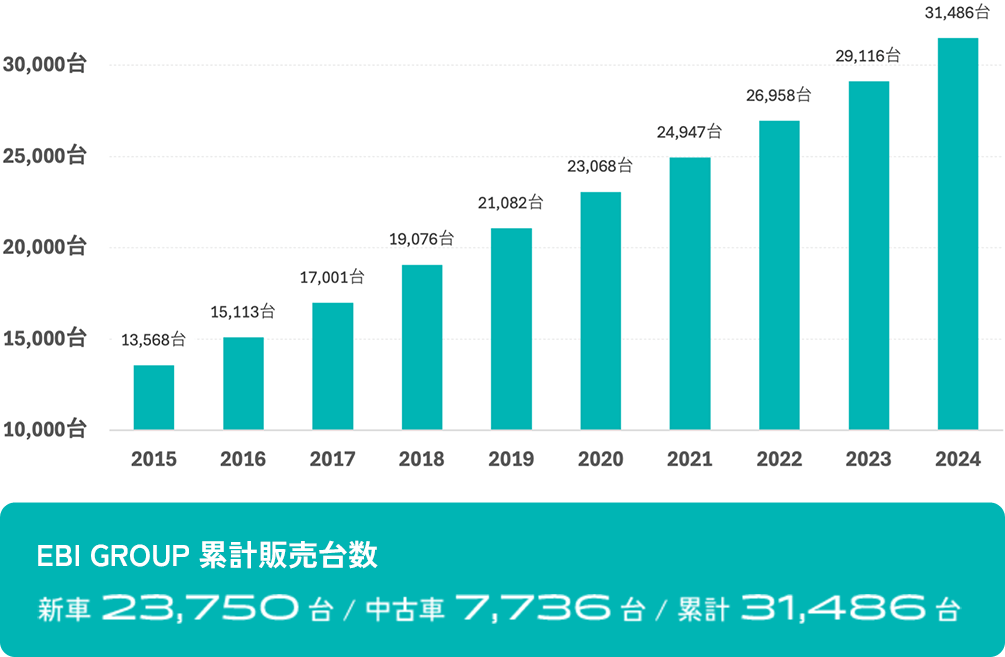 31,486台
29,116台
26,958台
24,947台
23,068台
21,082台
19,076台
17,001台
15,113台
13,568台
30,000台
25,000台
20,000台
15,000台
10,000台
2015 2016 2017 2018 2019 2020 2021 2022 2023 2024
EBI GROUP 累計販売台数
新車 23,750 台 / 中古車 7,736 台 / 累計 31,486 台